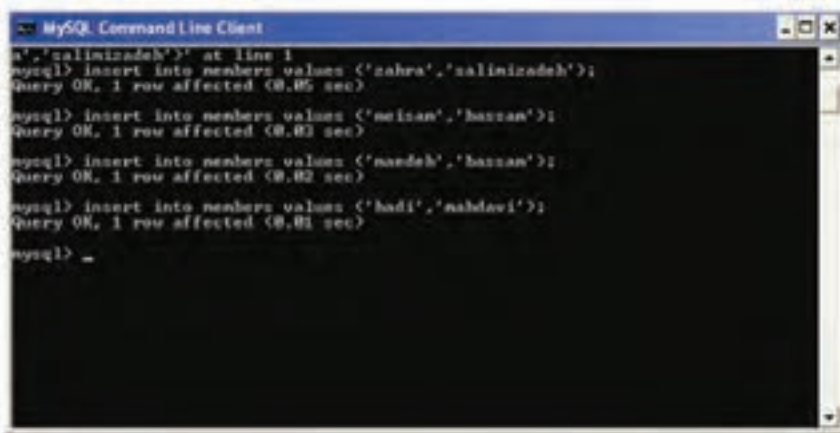 MySQL Command Line Client
a','salimizadeh')' at line 1
mysql> insert into members values ('zahra','salimizadeh');
Query OK, 1 row affected (0.05 sec)
mysql> insert into members values ('meisam','hassam');
Query OK, 1 row affected (0.03 sec)
mysql> insert into members values ('maedeh','hassam');
Query OK, 1 row affected (0.02 sec)
mysql> insert into members values ('hadi','mahdavi');
Query OK, 1 row affected (0.01 sec)
mysql> _